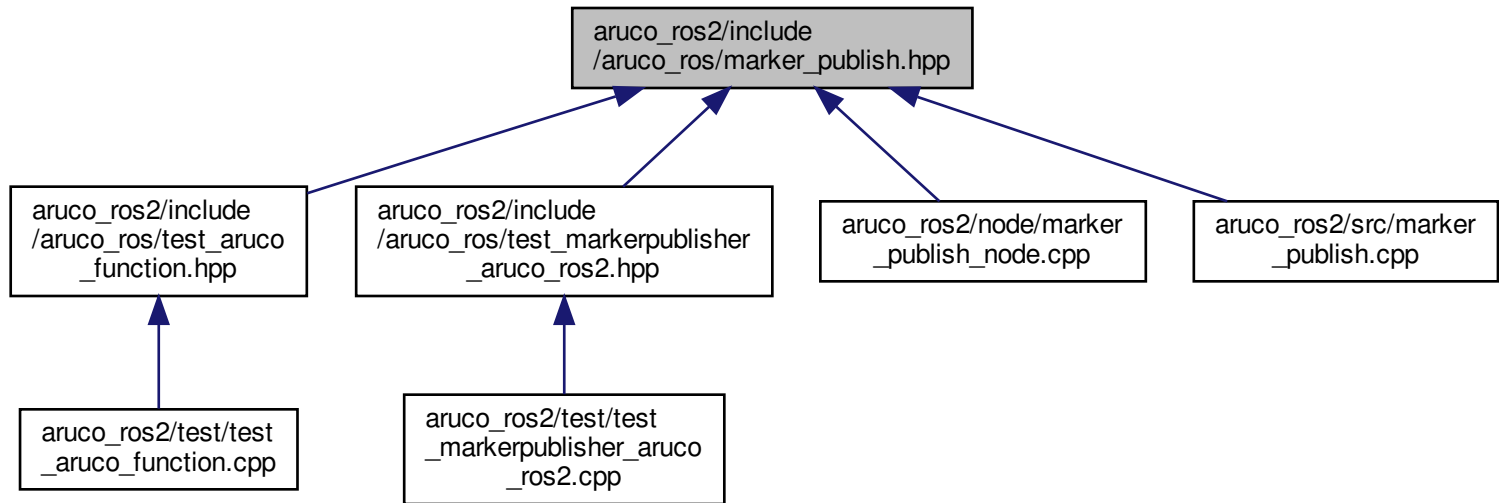 aruco_ros2/include
/aruco_ros/marker_publish.hpp
aruco_ros2/include
/aruco_ros/test_aruco
_function.hpp
aruco_ros2/include
/aruco_ros/test_markerpublisher
_aruco_ros2.hpp
aruco_ros2/node/marker
_publish_node.cpp
aruco_ros2/src/marker
_publish.cpp
aruco_ros2/test/test
_aruco_function.cpp
aruco_ros2/test/test
_markerpublisher_aruco
_ros2.cpp